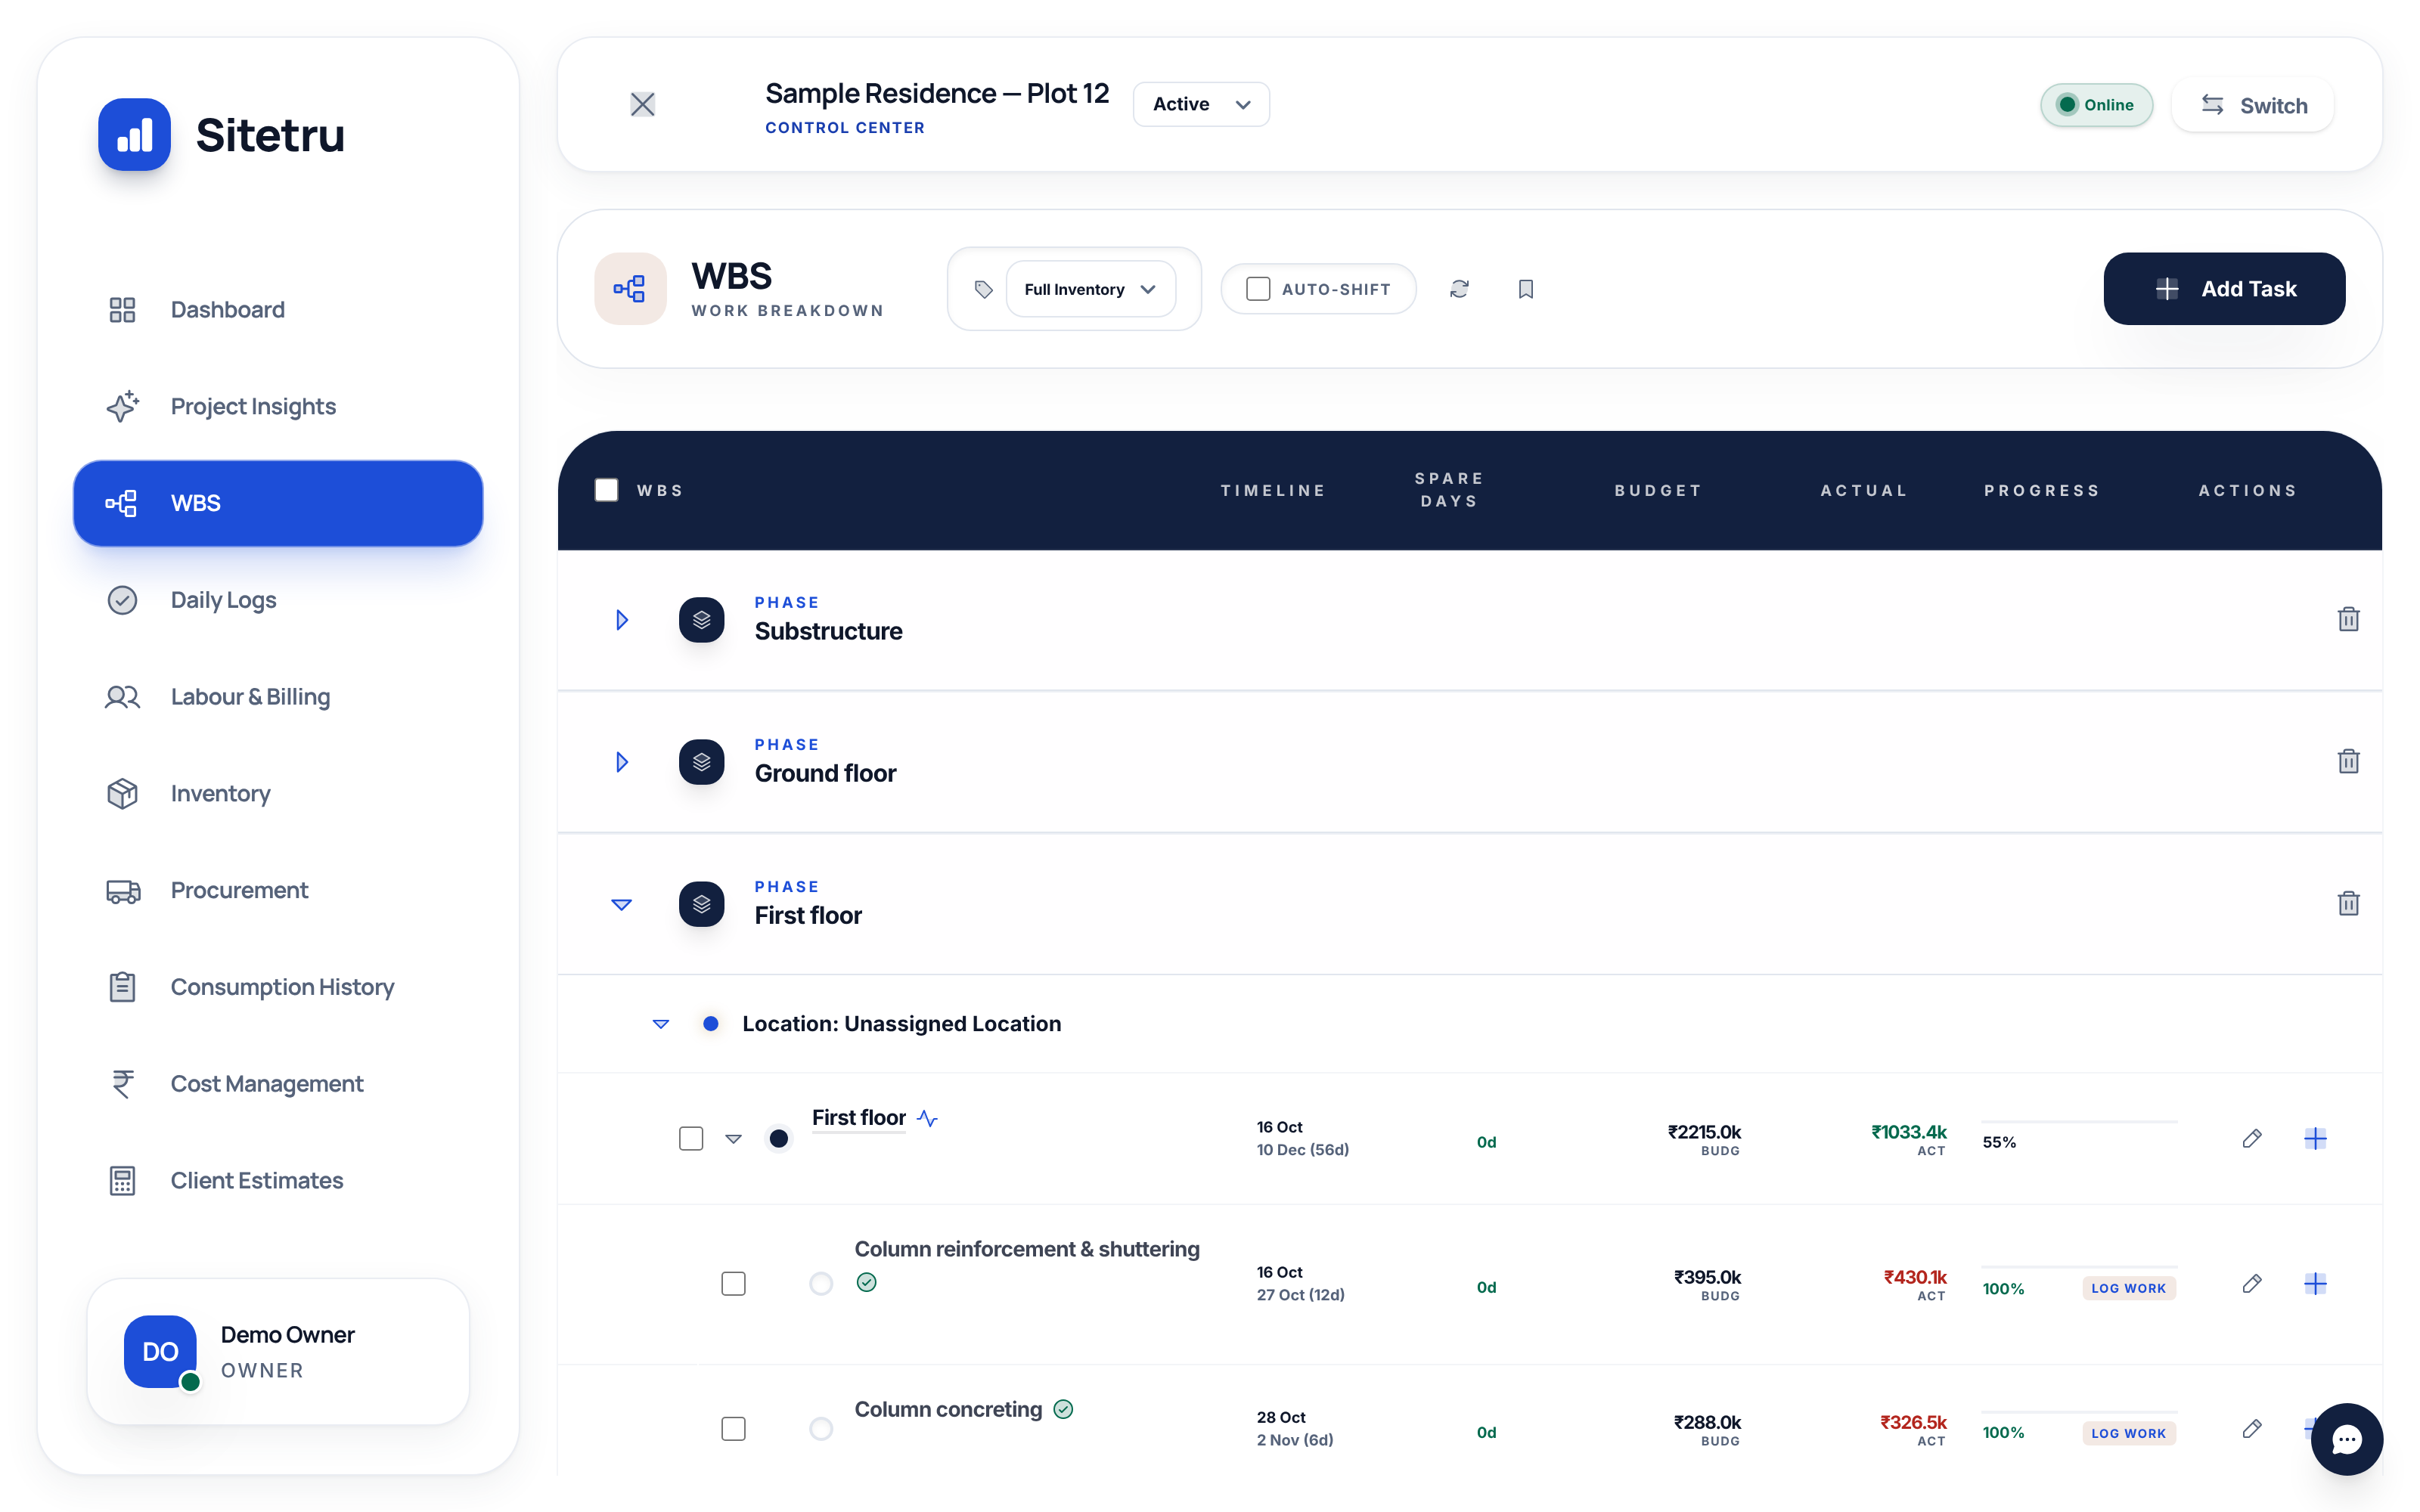 Sitetru
Dashboard
Project Insights
WBS
Daily Logs
Labour & Billing
Inventory
Procurement
Consumption History
Cost Management
Client Estimates
DO
Demo Owner
OWNER
Sample Residence — Plot 12
CONTROL CENTER
Active
Online
Switch
WBS
WORK BREAKDOWN
Full Inventory
AUTO-SHIFT
Add Task
WBS
TIMELINE
SPARE
DAYS
BUDGET
ACTUAL
PROGRESS
ACTIONS
PHASE
Substructure
PHASE
Ground floor
PHASE
First floor
Location: Unassigned Location
First floor
16 Oct
10 Dec (56d)
0d
₹2215.0k
BUDG
₹1033.4k
ACT
55%
Column reinforcement & shuttering
16 Oct
27 Oct (12d)
0d
₹395.0k
BUDG
₹430.1k
ACT
100%
LOG WORK
Column concreting
28 Oct
2 Nov (6d)
0d
₹288.0k
BUDG
₹326.5k
ACT
100%
LOG WORK